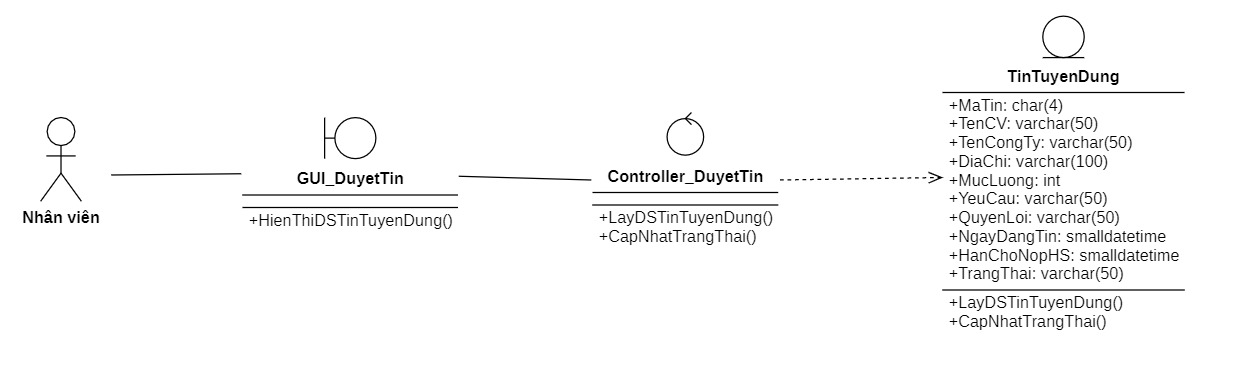 Nhân viên
GUI_DuyetTin
+HienThiDSTinTuyenDung()
Controller_DuyetTin
+LayDSTinTuyenDung()
+CapNhatTrangThai()
TinTuyenDung
+MaTin: char(4)
+TenCV: varchar(50)
+TenCongTy: varchar(50)
+DiaChi: varchar(100)
+MucLuong: int
+YeuCau: varchar(50)
+QuyenLoi: varchar(50)
+NgayDangTin: smalldatetime
+HanChoNopHS: smalldatetime
+TrangThai: varchar(50)
+LayDSTinTuyenDung()
+CapNhatTrangThai()